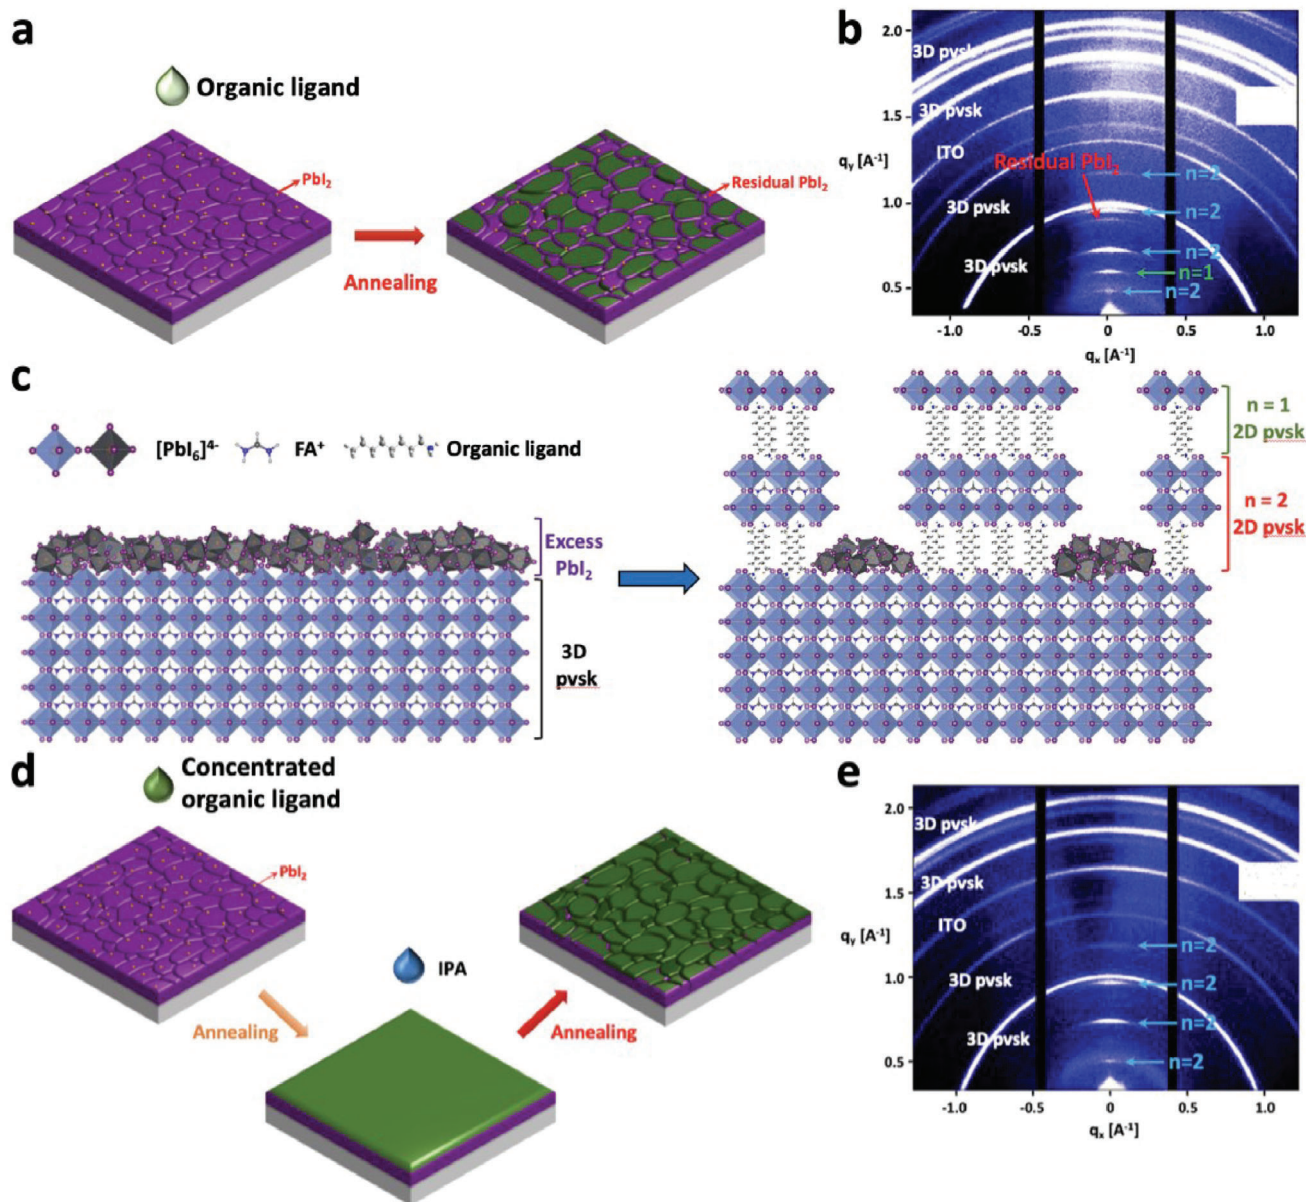 a
Organic ligand
PbI₂
Annealing
Residual PbI₂
b
2.0
1.5
1.0
0.5
q_y [A⁻¹]
3D pvsk
3D pvsk
ITO
Residual PbI₂
3D pvsk
3D pvsk
n=2
n=2
n=2
n=1
n=2
-1.0
-0.5
0
0.5
1.0
qₓ [A⁻¹]
c
[PbI₆]⁴⁻
FA⁺
Organic ligand
Excess
PbI₂
3D
pvsk
n = 1
2D pvsk
n = 2
2D pvsk
d
Concentrated
organic ligand
PbI₂
Annealing
IPA
Annealing
e
2.0
1.5
1.0
0.5
q_y [A⁻¹]
3D pvsk
3D pvsk
ITO
3D pvsk
3D pvsk
n=2
n=2
n=2
n=2
-1.0
-0.5
0
0.5
1.0
qₓ [A⁻¹]